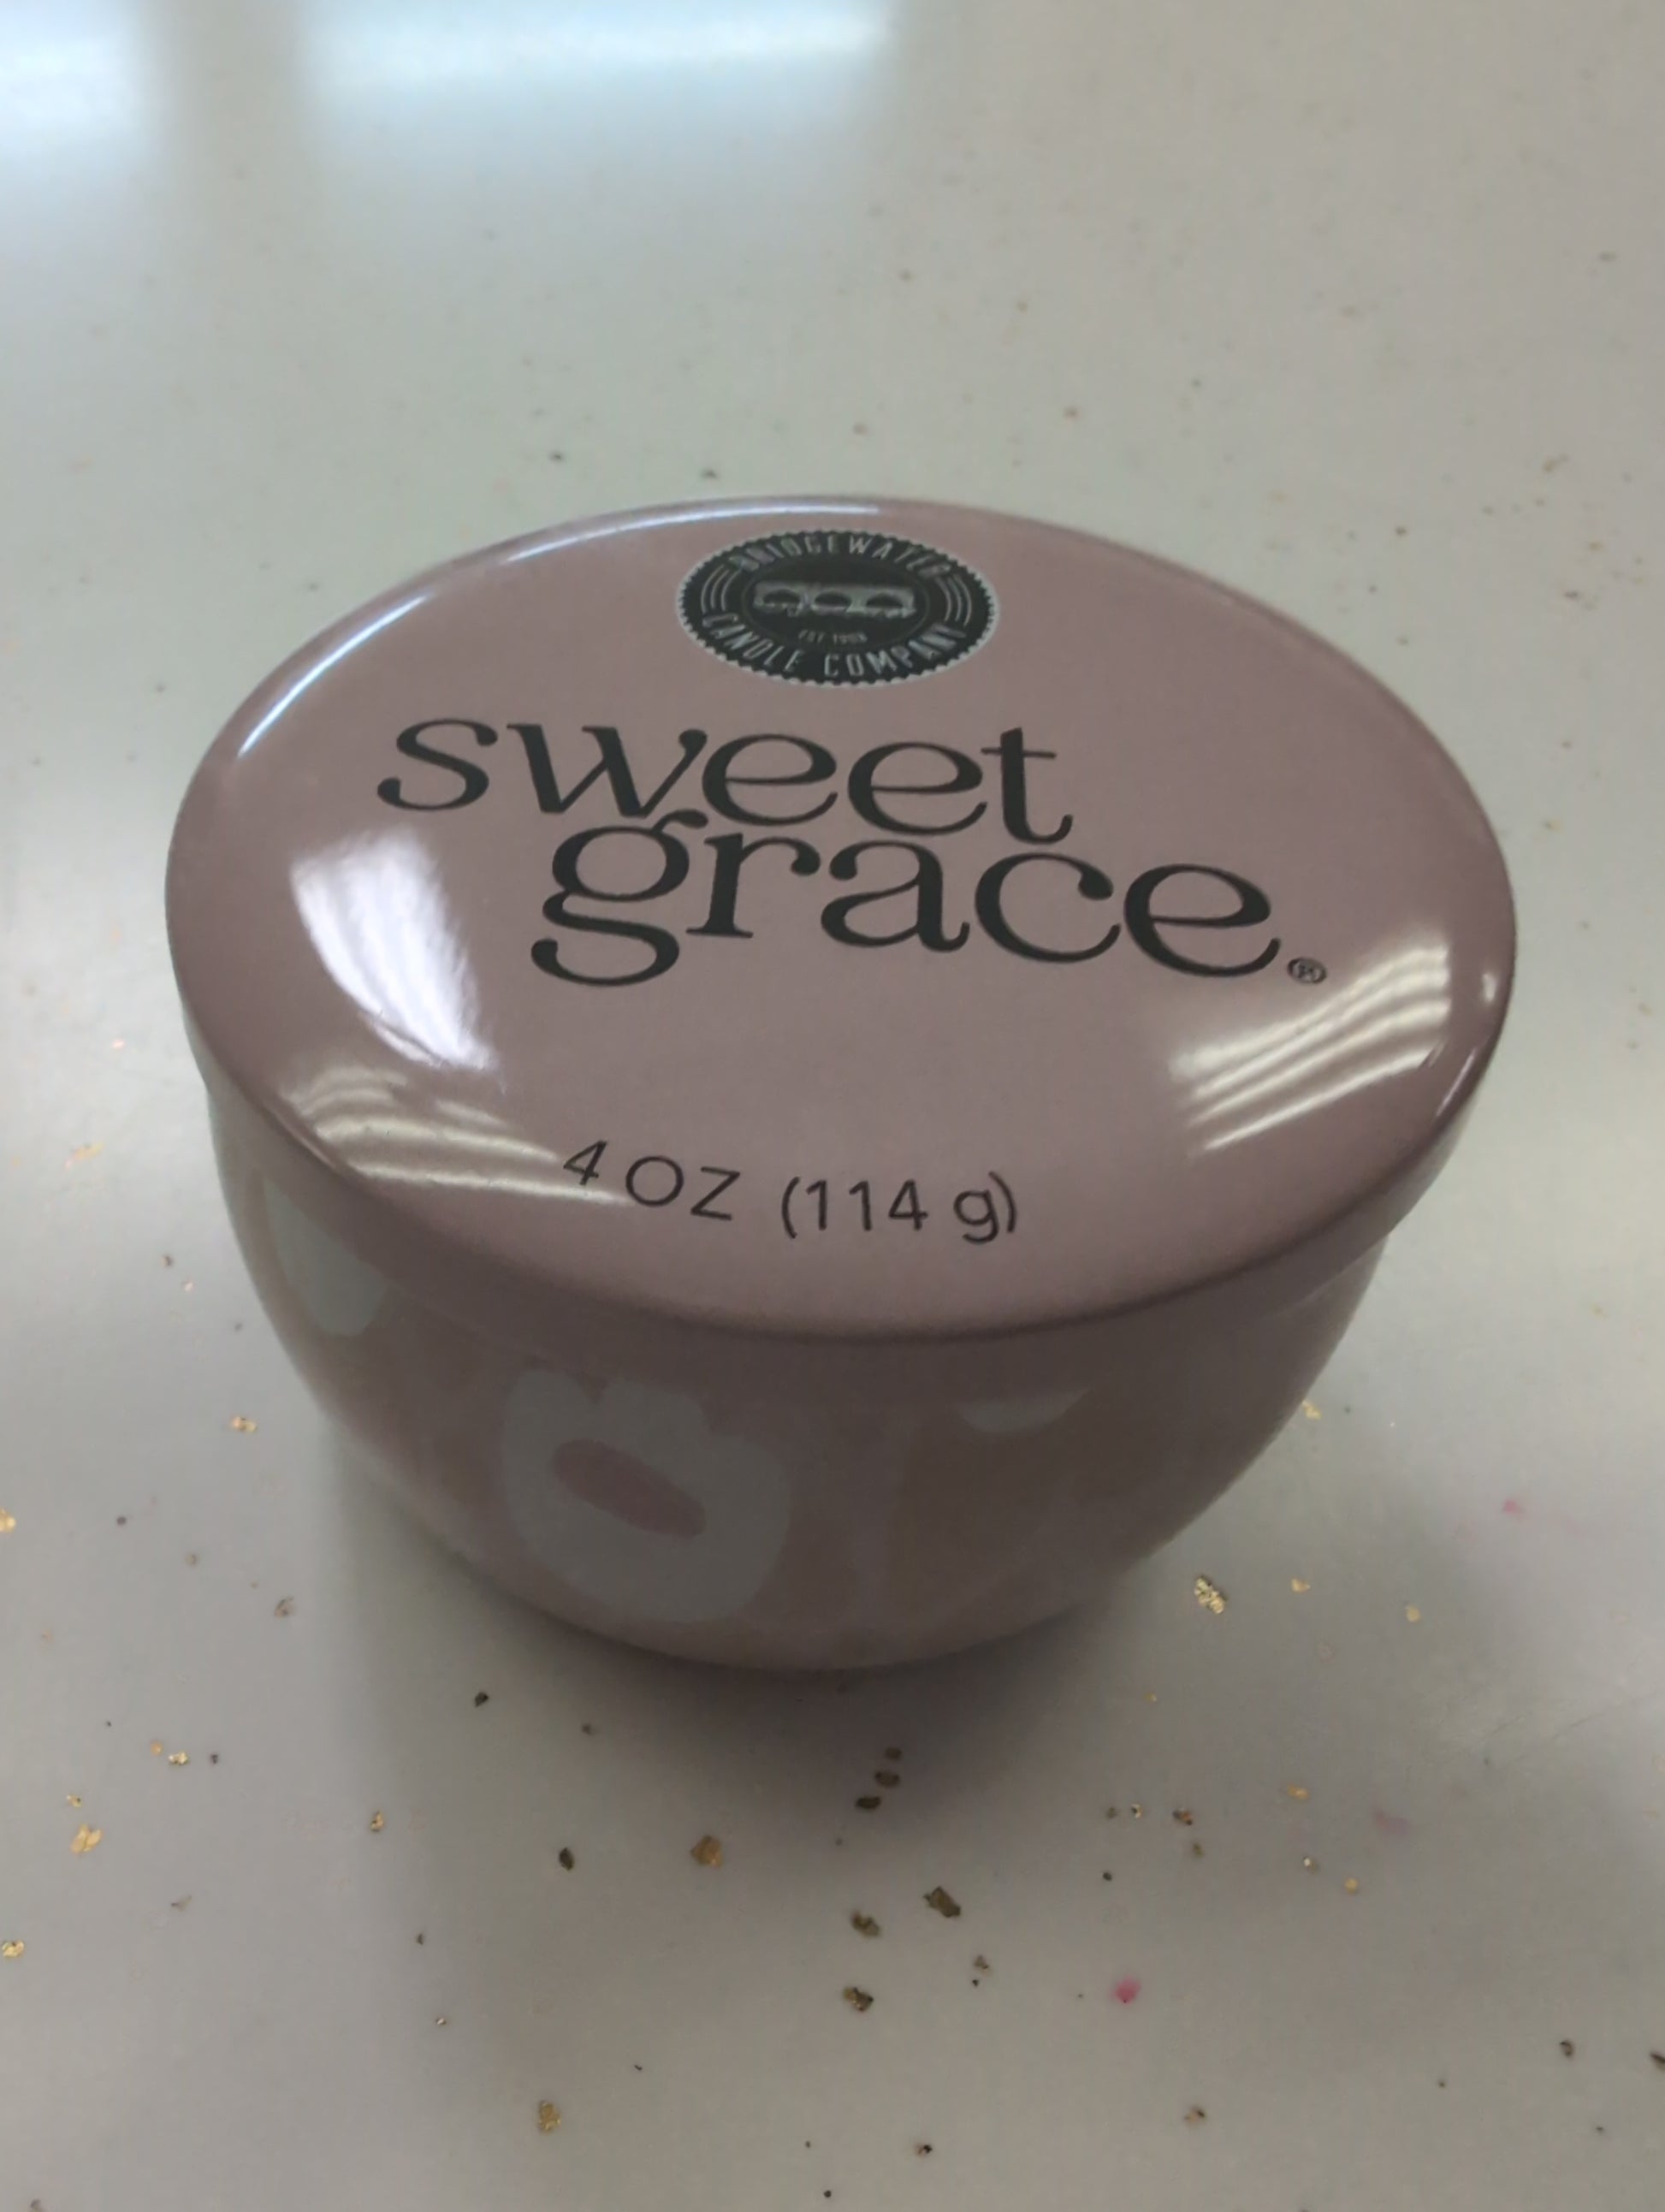 BRIDGEWATER
CANDLE COMPANY
sweet
grace®
4 OZ (114 g)